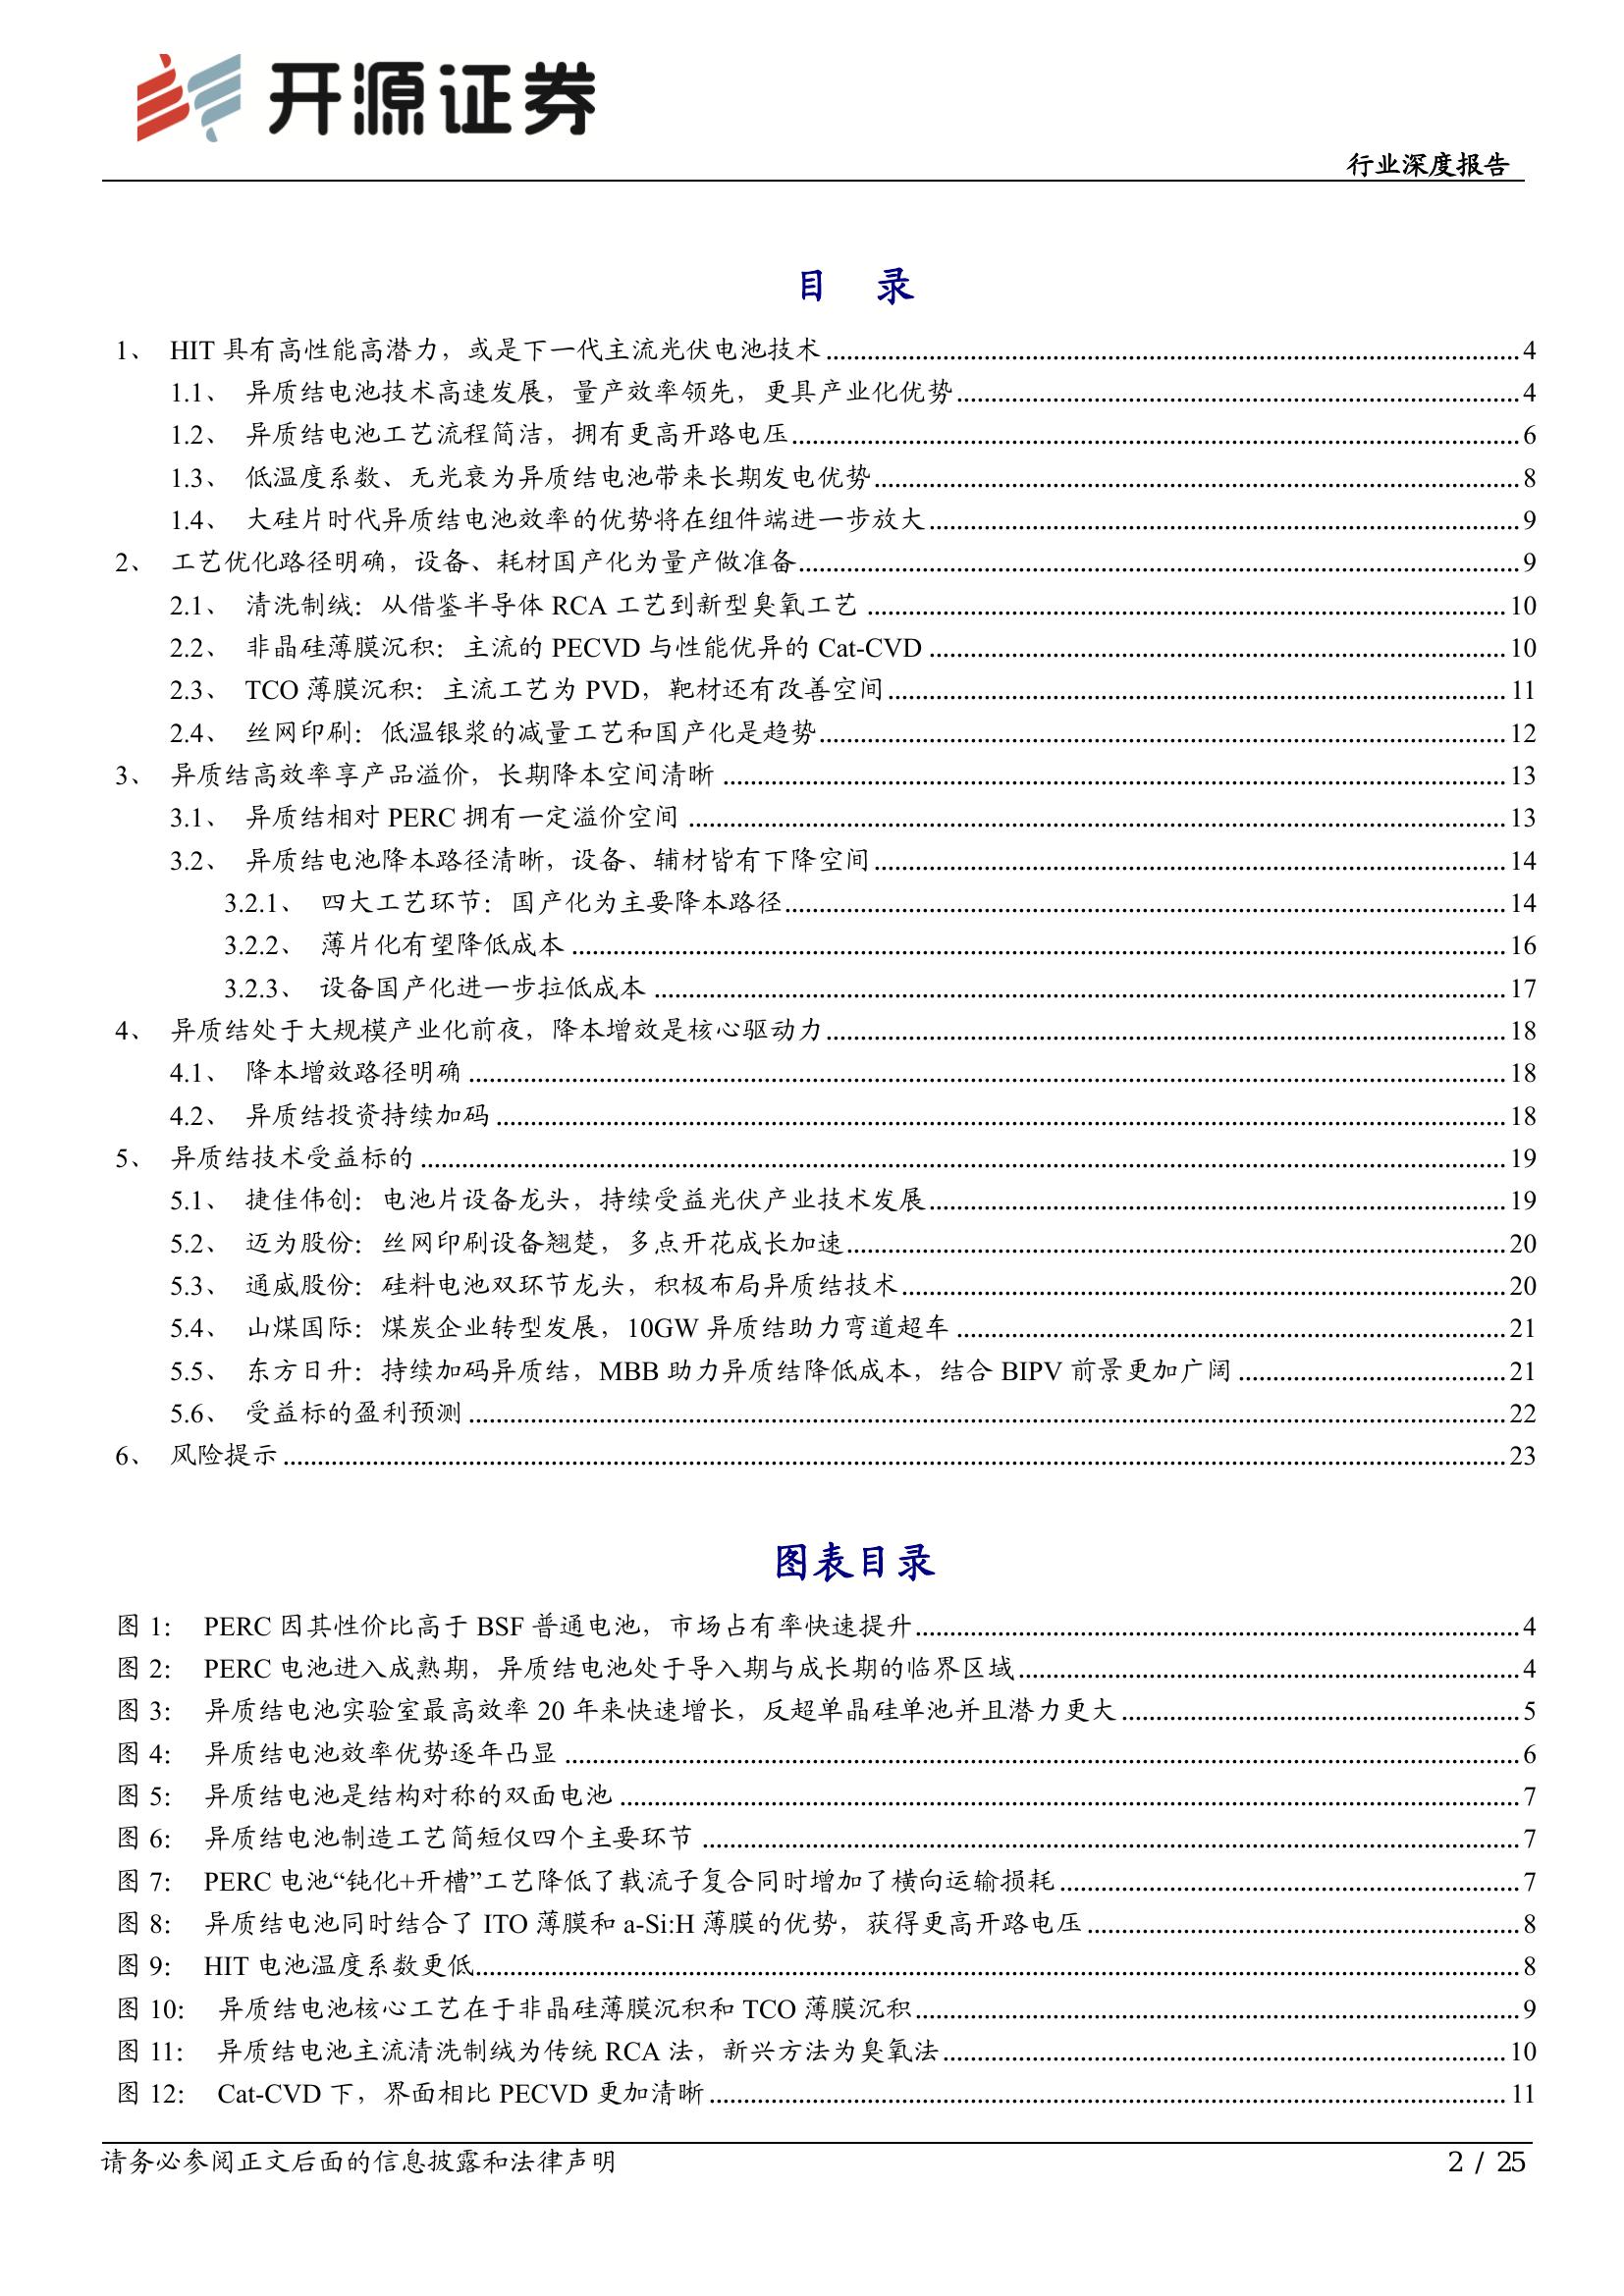 开源证券
行业深度报告
目 录
1、 HIT 具有高性能高潜力，或是下一代主流光伏电池技术 4
1.1、 异质结电池技术高速发展，量产效率领先，更具产业化优势 4
1.2、 异质结电池工艺流程简洁，拥有更高开路电压 6
1.3、 低温度系数、无光衰为异质结电池带来长期发电优势 8
1.4、 大硅片时代异质结电池效率的优势将在组件端进一步放大 9
2、 工艺优化路径明确，设备、耗材国产化为量产做准备 9
2.1、 清洗制绒：从借鉴半导体 RCA 工艺到新型臭氧工艺 10
2.2、 非晶硅薄膜沉积：主流的 PECVD 与性能优异的 Cat-CVD 10
2.3、 TCO 薄膜沉积：主流工艺为 PVD，靶材还有改善空间 11
2.4、 丝网印刷：低温银浆的减量工艺和国产化是趋势 12
3、 异质结高效率享产品溢价，长期降本空间清晰 13
3.1、 异质结相对 PERC 拥有一定溢价空间 13
3.2、 异质结电池降本路径清晰，设备、辅材皆有下降空间 14
3.2.1、 四大工艺环节：国产化为主要降本路径 14
3.2.2、 薄片化有望降低成本 16
3.2.3、 设备国产化进一步拉低成本 17
4、 异质结处于大规模产业化前夜，降本增效是核心驱动力 18
4.1、 降本增效路径明确 18
4.2、 异质结投资持续加码 18
5、 异质结技术受益标的 19
5.1、 捷佳伟创：电池片设备龙头，持续受益光伏产业技术发展 19
5.2、 迈为股份：丝网印刷设备翘楚，多点开花成长加速 20
5.3、 通威股份：硅料电池双环节龙头，积极布局异质结技术 20
5.4、 山煤国际：煤炭企业转型发展，10GW 异质结助力弯道超车 21
5.5、 东方日升：持续加码异质结，MBB 助力异质结降低成本，结合 BIPV 前景更加广阔 21
5.6、 受益标的盈利预测 22
6、 风险提示 23
图表目录
图 1： PERC 因其性价比高于 BSF 普通电池，市场占有率快速提升 4
图 2： PERC 电池进入成熟期，异质结电池处于导入期与成长期的临界区域 4
图 3： 异质结电池实验室最高效率 20 年来快速增长，反超单晶硅单池并且潜力更大 5
图 4： 异质结电池效率优势逐年凸显 6
图 5： 异质结电池是结构对称的双面电池 7
图 6： 异质结电池制造工艺简短仅四个主要环节 7
图 7： PERC 电池“钝化+开槽”工艺降低了载流子复合同时增加了横向运输损耗 7
图 8： 异质结电池同时结合了 ITO 薄膜和 a-Si:H 薄膜的优势，获得更高开路电压 8
图 9： HIT 电池温度系数更低 8
图 10： 异质结电池核心工艺在于非晶硅薄膜沉积和 TCO 薄膜沉积 9
图 11： 异质结电池主流清洗制绒为传统 RCA 法，新兴方法为臭氧法 10
图 12： Cat-CVD 下，界面相比 PECVD 更加清晰 11
请务必参阅正文后面的信息披露和法律声明 2 / 25